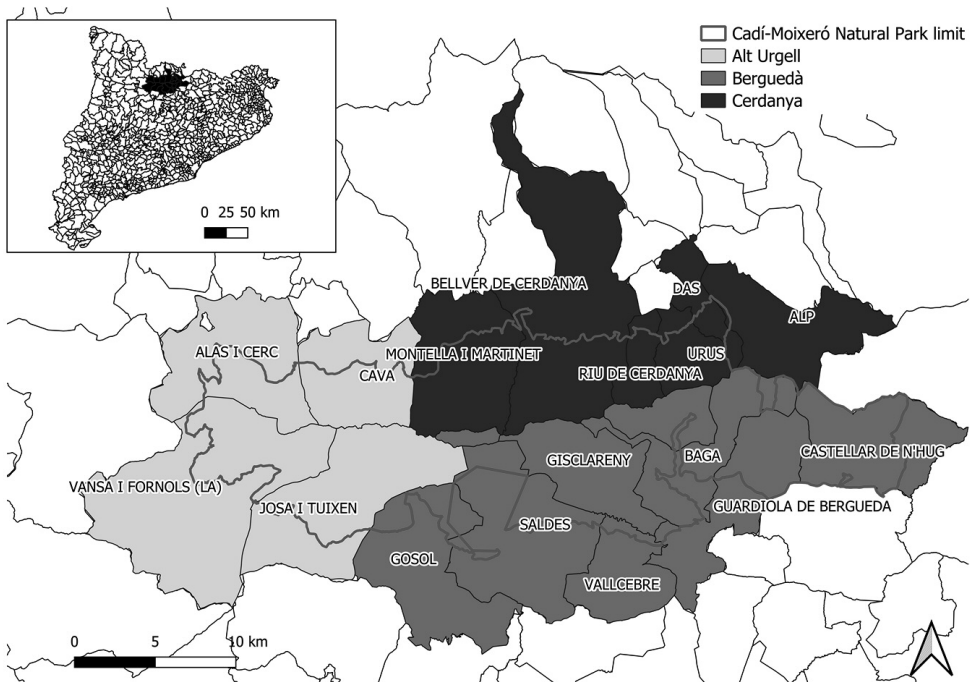 Cadí-Moixeró Natural Park limit
Alt Urgell
Berguedà
Cerdanya
0 25 50 km
BELLVER DE CERDANYA
DAS
ALP
ALAS I CERC
MONTELLA I MARTINET
URUS
CAVA
RIU DE CERDANYA
GISCLARENY
BAGA
CASTELLAR DE N'HUG
VANSA I FORNOLS (LA)
JOSA I TUIXEN
GUARDIOLA DE BERGUEDA
SALDES
GOSOL
VALLCEBRE
0 5 10 km